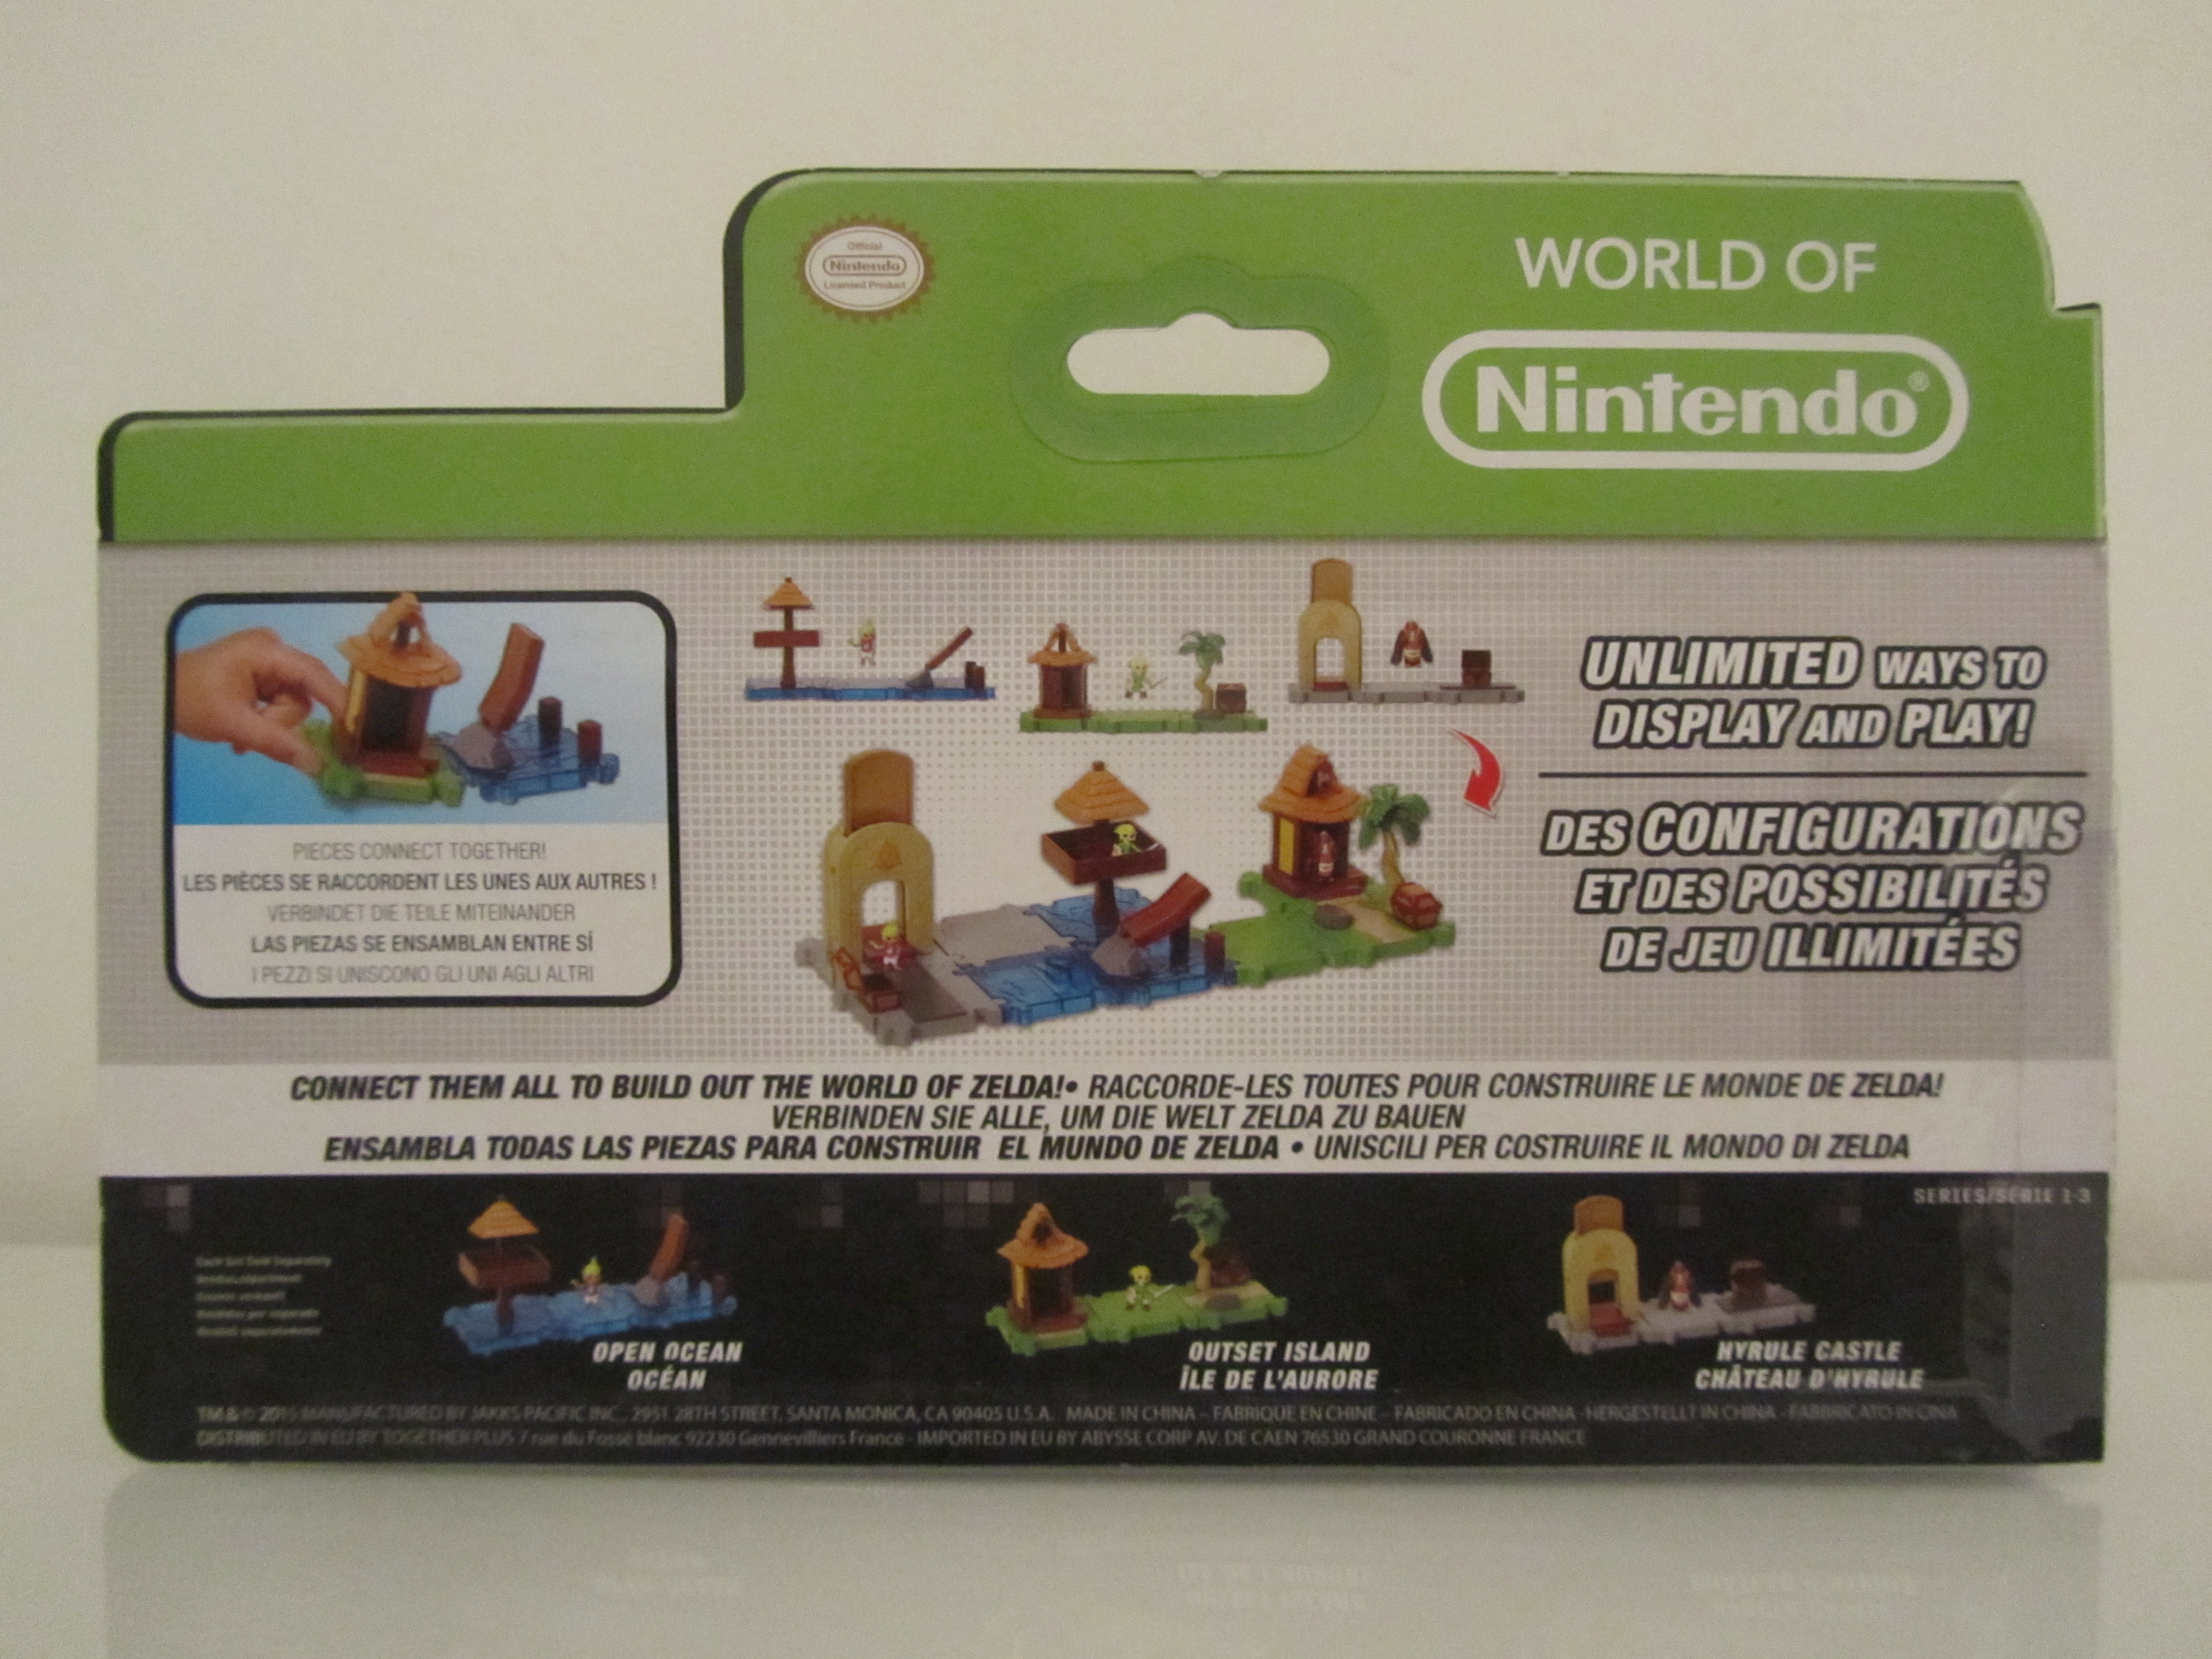 Official
Nintendo
Licensed Product
WORLD OF
Nintendo®
UNLIMITED WAYS TO
DISPLAY AND PLAY!
DES CONFIGURATIONS
ET DES POSSIBILITÉS
DE JEU ILLIMITÉES
PIECES CONNECT TOGETHER!
LES PIÈCES SE RACCORDENT LES UNES AUX AUTRES !
VERBINDET DIE TEILE MITEINANDER
LAS PIEZAS SE ENSAMBLAN ENTRE SÍ
I PEZZI SI UNISCONO GLI UNI AGLI ALTRI
CONNECT THEM ALL TO BUILD OUT THE WORLD OF ZELDA!• RACCORDE-LES TOUTES POUR CONSTRUIRE LE MONDE DE ZELDA!
VERBINDEN SIE ALLE, UM DIE WELT ZELDA ZU BAUEN
ENSAMBLA TODAS LAS PIEZAS PARA CONSTRUIR EL MUNDO DE ZELDA • UNISCILI PER COSTRUIRE IL MONDO DI ZELDA
SERIES/SÉRIE 1-3
Each Set Sold Separately
Vendidas por separado
OPEN OCEAN
OCÉAN
OUTSET ISLAND
ÎLE DE L'AURORE
HYRULE CASTLE
CHÂTEAU D'HYRULE
TM & © MANUFACTURED BY JAKKS PACIFIC INC., 2951 28TH STREET, SANTA MONICA, CA 90405 U.S.A. MADE IN CHINA – FABRIQUE EN CHINE – FABRICADO EN CHINA - HERGESTELLT IN CHINA - FABBRICATO IN CINA
DISTRIBUTED IN EU BY TOGETHER PLUS 7 rue du Fossé blanc 92230 Gennevilliers France - IMPORTED IN EU BY ABYSSE CORP AV. DE CAEN 76530 GRAND COURONNE FRANCE